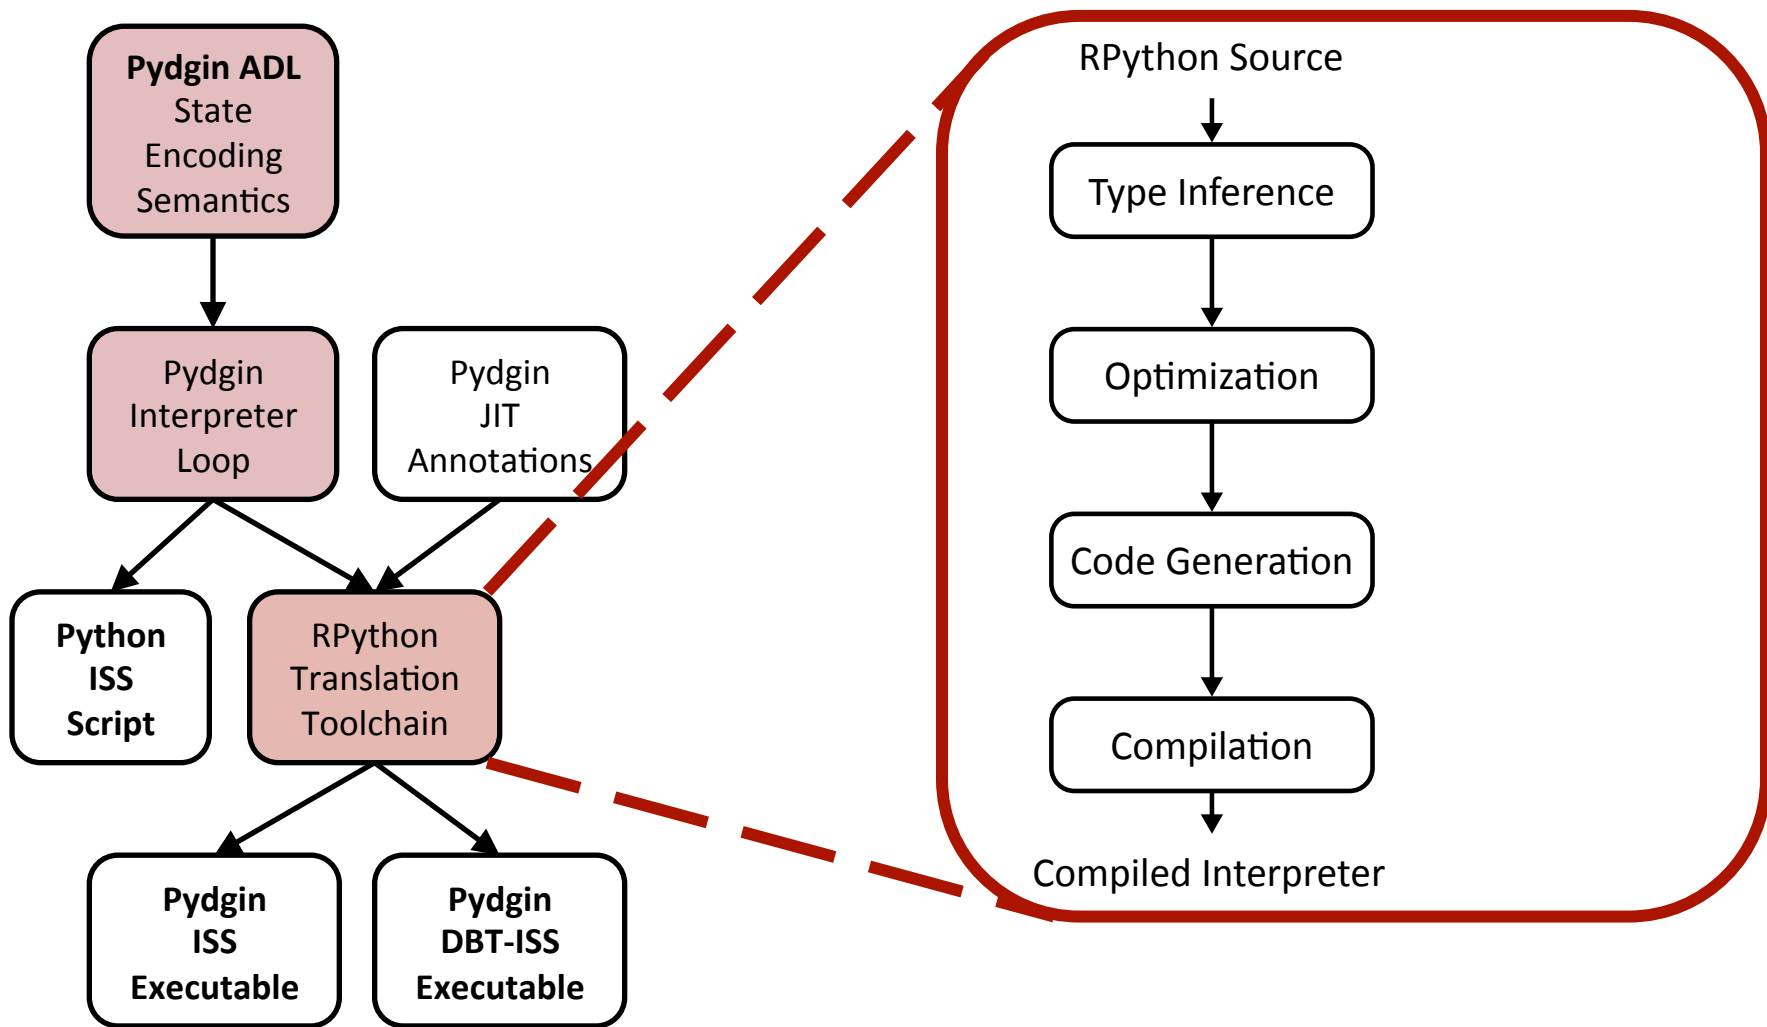 Pydgin ADL
State
Encoding
Semantics
Pydgin
Interpreter
Loop
Pydgin
JIT
Annotations
Python
ISS
Script
RPython
Translation
Toolchain
Pydgin
ISS
Executable
Pydgin
DBT-ISS
Executable
RPython Source
Type Inference
Optimization
Code Generation
Compilation
Compiled Interpreter